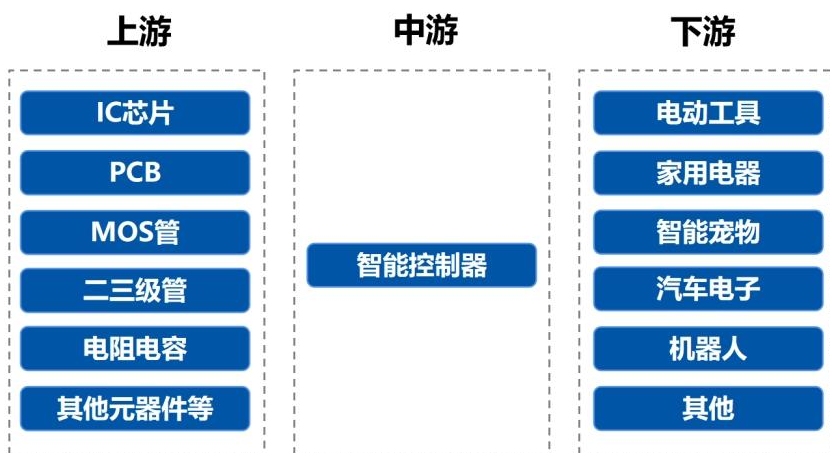 上游
中游
下游
IC芯片
PCB
MOS管
二三级管
电阻电容
其他元器件等
智能控制器
电动工具
家用电器
智能宠物
汽车电子
机器人
其他